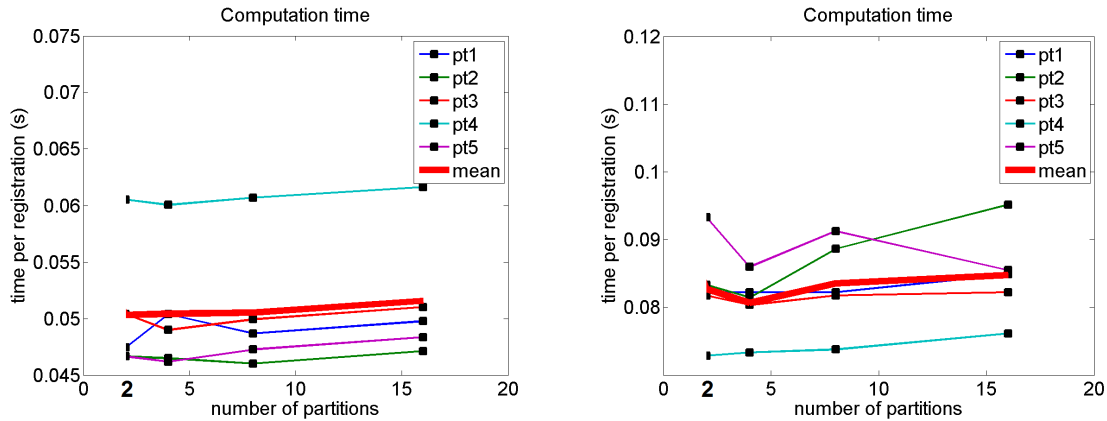 Computation time
0.075
0.07
0.065
0.06
0.055
0.05
0.045
time per registration (s)
pt1
pt2
pt3
pt4
pt5
mean
0 2 5 10 15 20
number of partitions
Computation time
0.12
0.11
0.1
0.09
0.08
time per registration (s)
pt1
pt2
pt3
pt4
pt5
mean
0 2 5 10 15 20
number of partitions